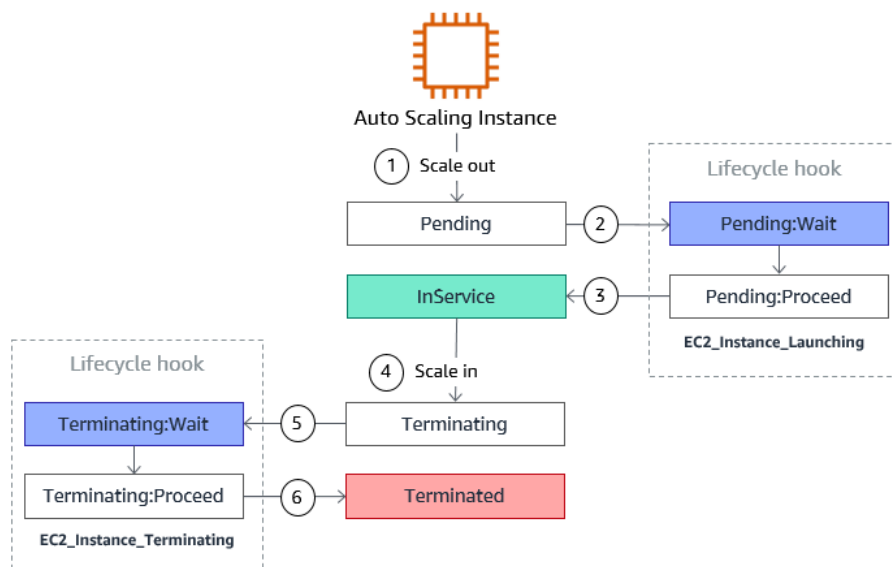 Auto Scaling Instance
1 Scale out
Lifecycle hook
Pending
2
Pending:Wait
InService
3
Pending:Proceed
EC2_Instance_Launching
Lifecycle hook
4 Scale in
Terminating:Wait
5
Terminating
Terminating:Proceed
6
Terminated
EC2_Instance_Terminating